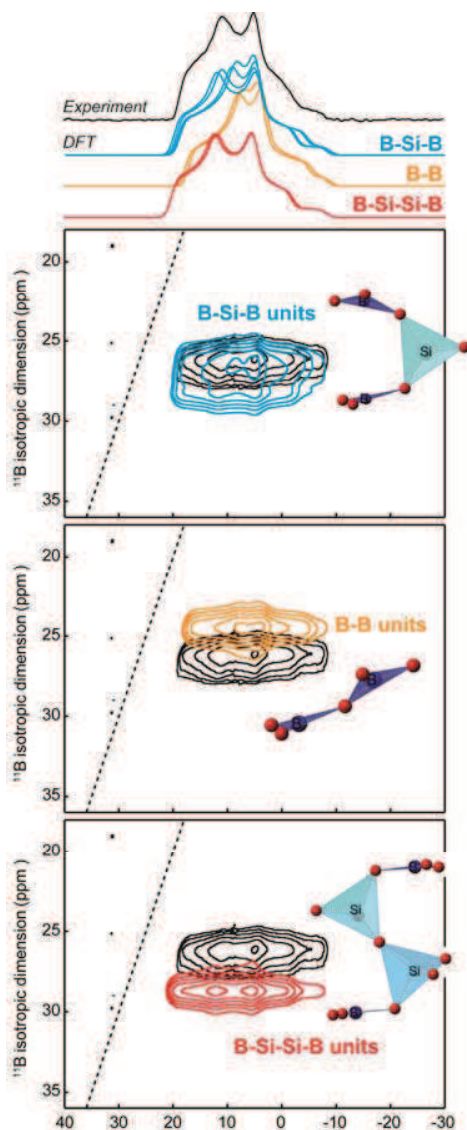 Experiment
DFT
B-Si-B
B-B
B-Si-Si-B
20
25
30
35
¹¹B isotropic dimension (ppm )
B-Si-B units
B
Si
B
20
25
30
35
¹¹B isotropic dimension (ppm )
B-B units
B
B
20
25
30
35
¹¹B isotropic dimension (ppm )
B-Si-Si-B units
B
Si
Si
B
40 30 20 10 0 -10 -20 -30